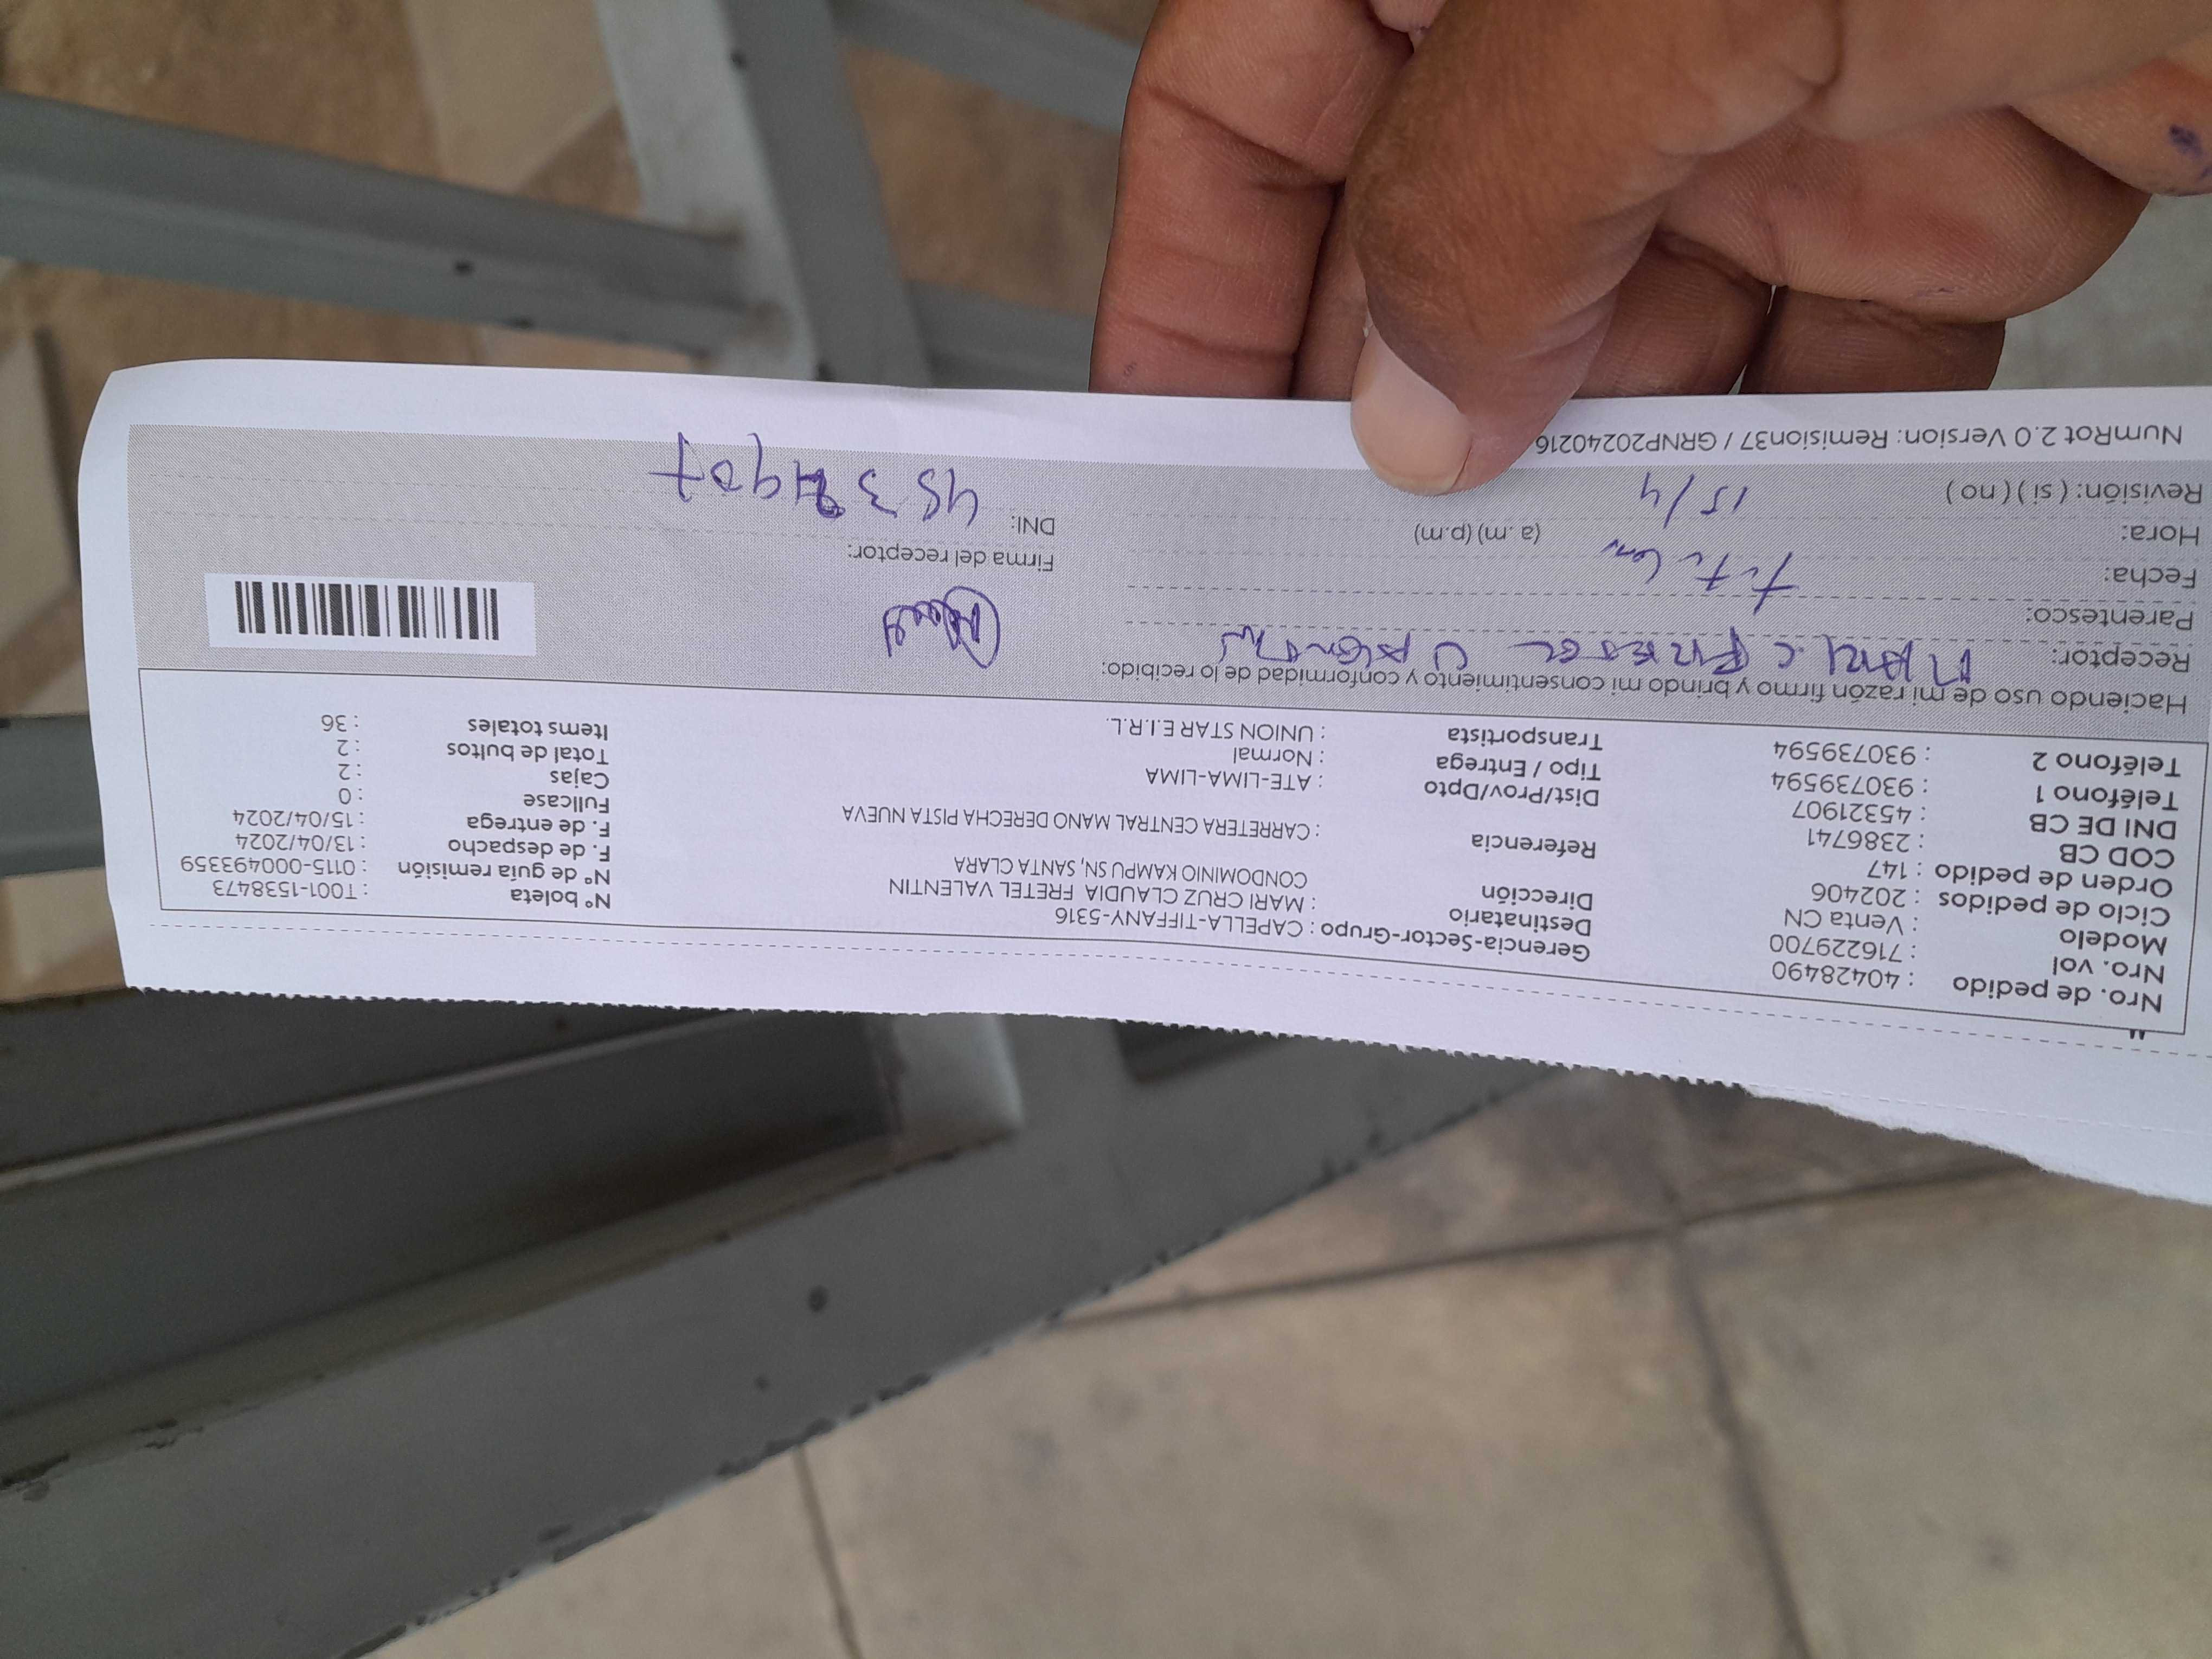 Nro. de pedido : 40428490
Nro. vol : 716229700
Modelo : Venta CN
Ciclo de pedidos : 202406
Orden de pedido : 147
COD CB : 2386741
DNI DE CB : 45321907
Teléfono 1 : 930739594
Teléfono 2 : 930739594
Gerencia-Sector-Grupo : CAPELLA-TIFFANY-5316
Destinatario : MARI CRUZ CLAUDIA FRETEL VALENTIN
Dirección CONDOMINIO KAMPU SN, SANTA CLARA
Referencia : CARRETERA CENTRAL MANO DERECHA PISTA NUEVA
Dist/Prov/Dpto : ATE-LIMA-LIMA
Tipo / Entrega : Normal
Transportista : UNION STAR E.I.R.L.
N° boleta : T001-1538473
N° de guía remisión : 0115-0000493359
F. de despacho : 13/04/2024
F. de entrega : 15/04/2024
Fullcase : 0
Cajas : 2
Total de bultos : 2
Items totales : 36
Haciendo uso de mi razón firmo y brindo mi consentimiento y conformidad de lo recibido:
Receptor:
Parentesco:
Fecha:
Hora: (a. m) (p.m)
Revisión: ( si ) ( no ) 15/4
Firma del receptor:
DNI:
NumRot 2.0 Version: Remision37 / GRNP20240216